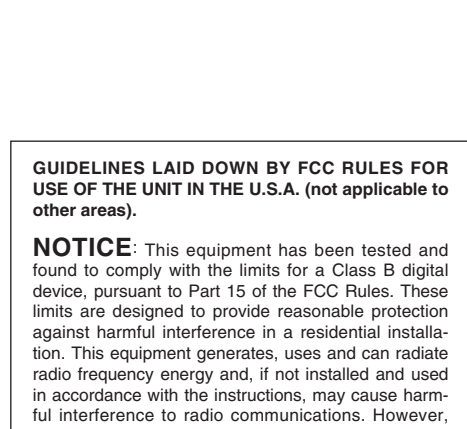 GUIDELINES LAID DOWN BY FCC RULES FOR
USE OF THE UNIT IN THE U.S.A. (not applicable to
other areas).
NOTICE: This equipment has been tested and
found to comply with the limits for a Class B digital
device, pursuant to Part 15 of the FCC Rules. These
limits are designed to provide reasonable protection
against harmful interference in a residential installa-
tion. This equipment generates, uses and can radiate
radio frequency energy and, if not installed and used
in accordance with the instructions, may cause harm-
ful interference to radio communications. However,